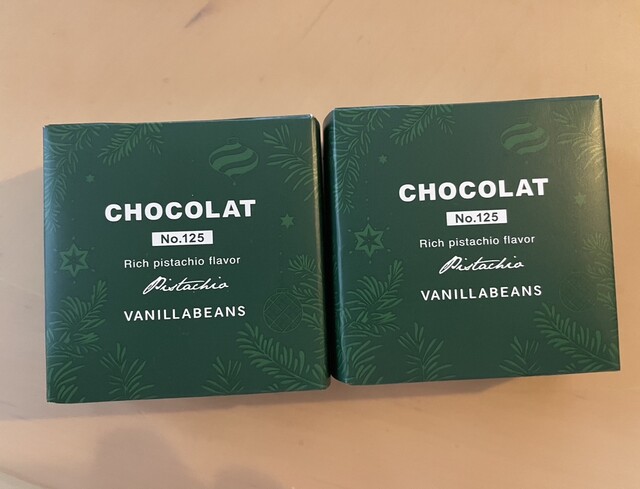 CHOCOLAT
No.125
Rich pistachio flavor
Pistachio
VANILLABEANS
CHOCOLAT
No.125
Rich pistachio flavor
Pistachio
VANILLABEANS